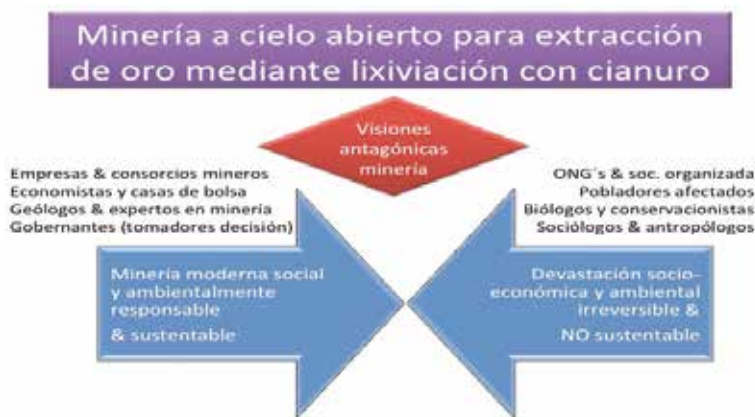 Minería a cielo abierto para extracción
de oro mediante lixiviación con cianuro
Visiones
antagónicas
minería
Empresas & consorcios mineros
Economistas y casas de bolsa
Geólogos & expertos en minería
Gobernantes (tomadores decisión)
ONG´s & soc. organizada
Pobladores afectados
Biólogos y conservacionistas
Sociólogos & antropólogos
Minería moderna social
y ambientalmente
responsable
& sustentable
Devastación socio-
económica y ambiental
irreversible &
NO sustentable